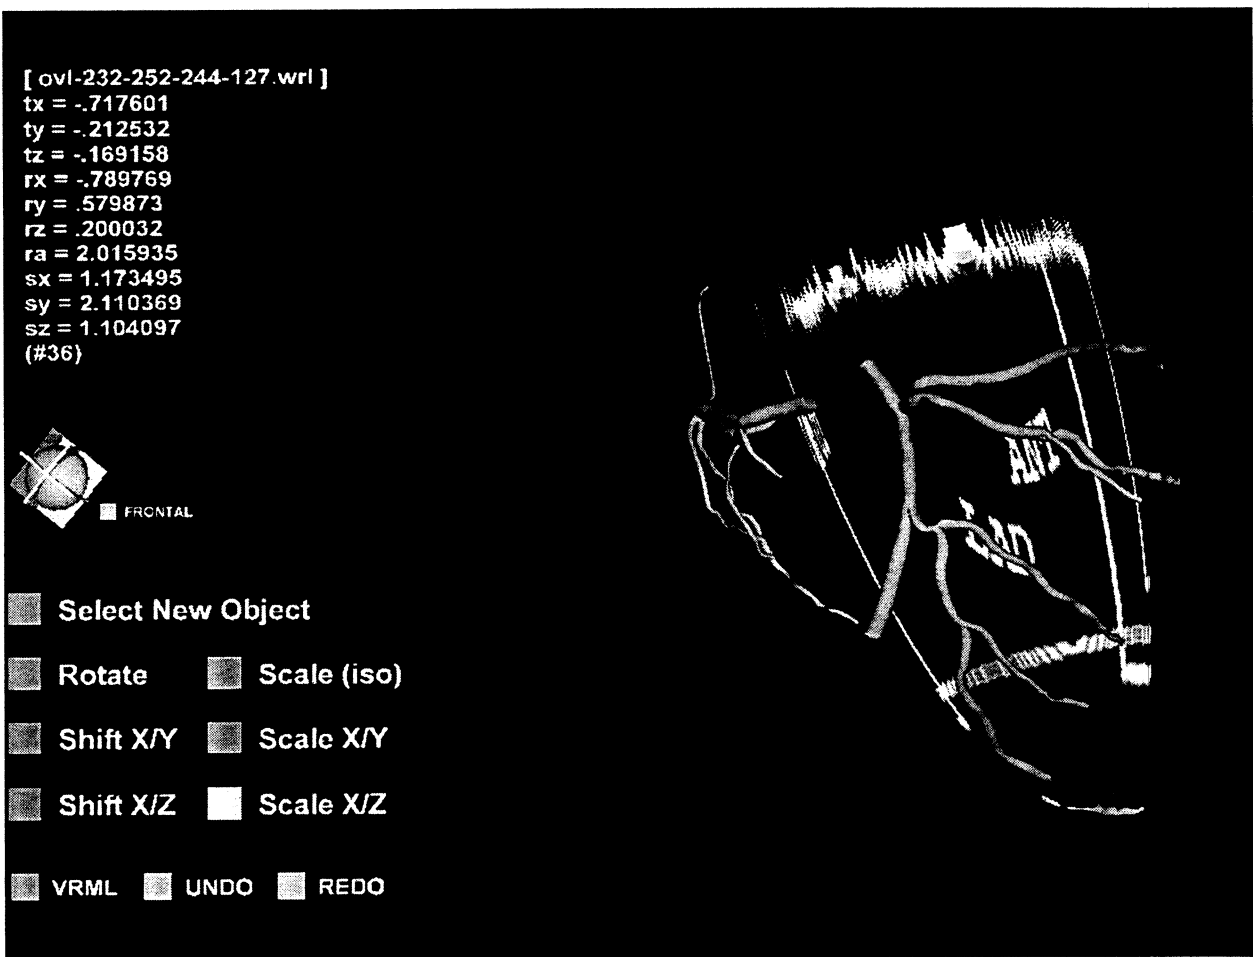 [ ovl-232-252-244-127.wrl ]
tx = -.717601
ty = -.212532
tz = -.169158
rx = -.789769
ry = .579873
rz = .200032
ra = 2.015935
sx = 1.173495
sy = 2.110369
sz = 1.104097
(#36)
FRONTAL
ANT
LAD
Select New Object
Rotate Scale (iso)
Shift X/Y Scale X/Y
Shift X/Z Scale X/Z
VRML UNDO REDO